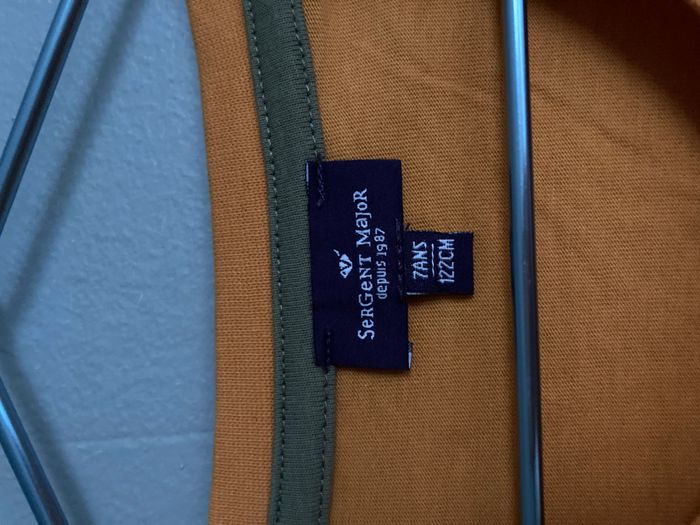 SeRGeNT MaJoR
depuis 1987
7ANS
122CM